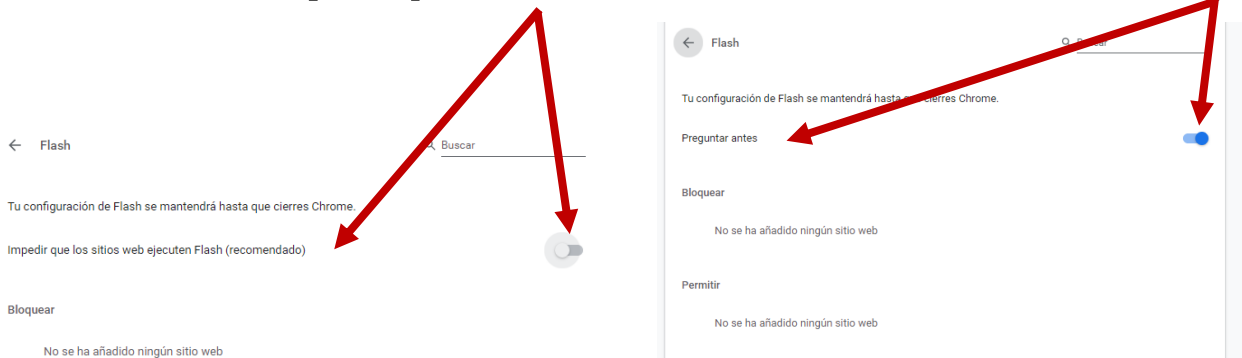 Flash
Buscar
Tu configuración de Flash se mantendrá hasta que cierres Chrome.
Impedir que los sitios web ejecuten Flash (recomendado)
Bloquear
No se ha añadido ningún sitio web
Flash
Tu configuración de Flash se mantendrá hasta que cierres Chrome.
Preguntar antes
Bloquear
No se ha añadido ningún sitio web
Permitir
No se ha añadido ningún sitio web